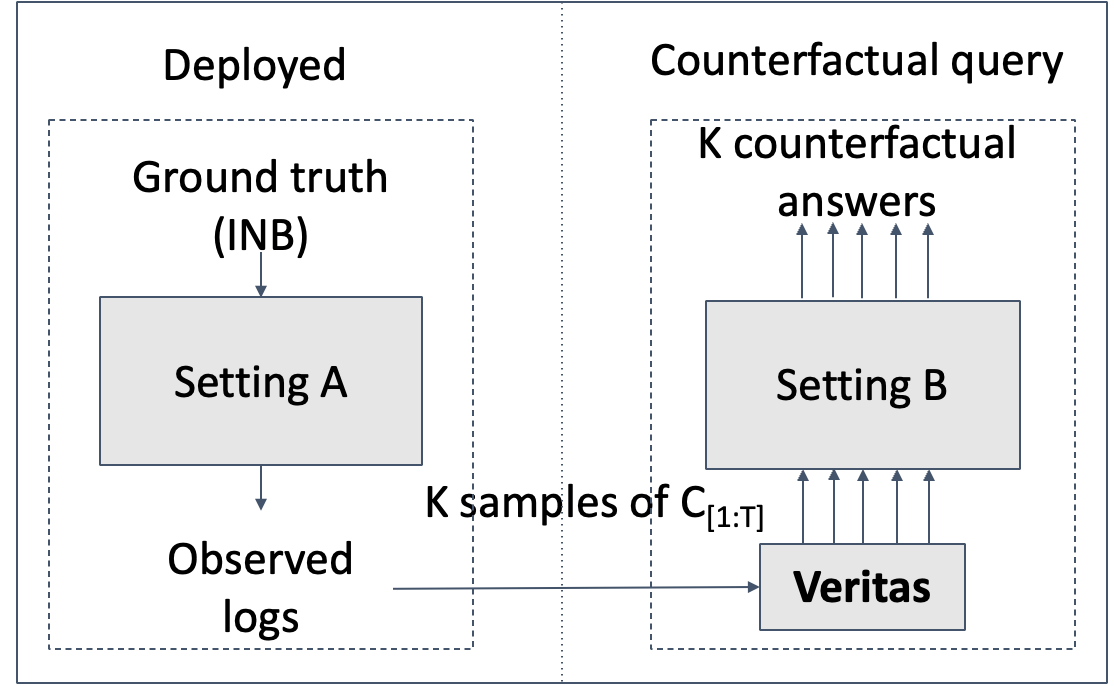 Deployed
Ground truth
(INB)
Setting A
Observed
logs
Counterfactual query
K counterfactual
answers
Setting B
K samples of C[1:T]
Veritas